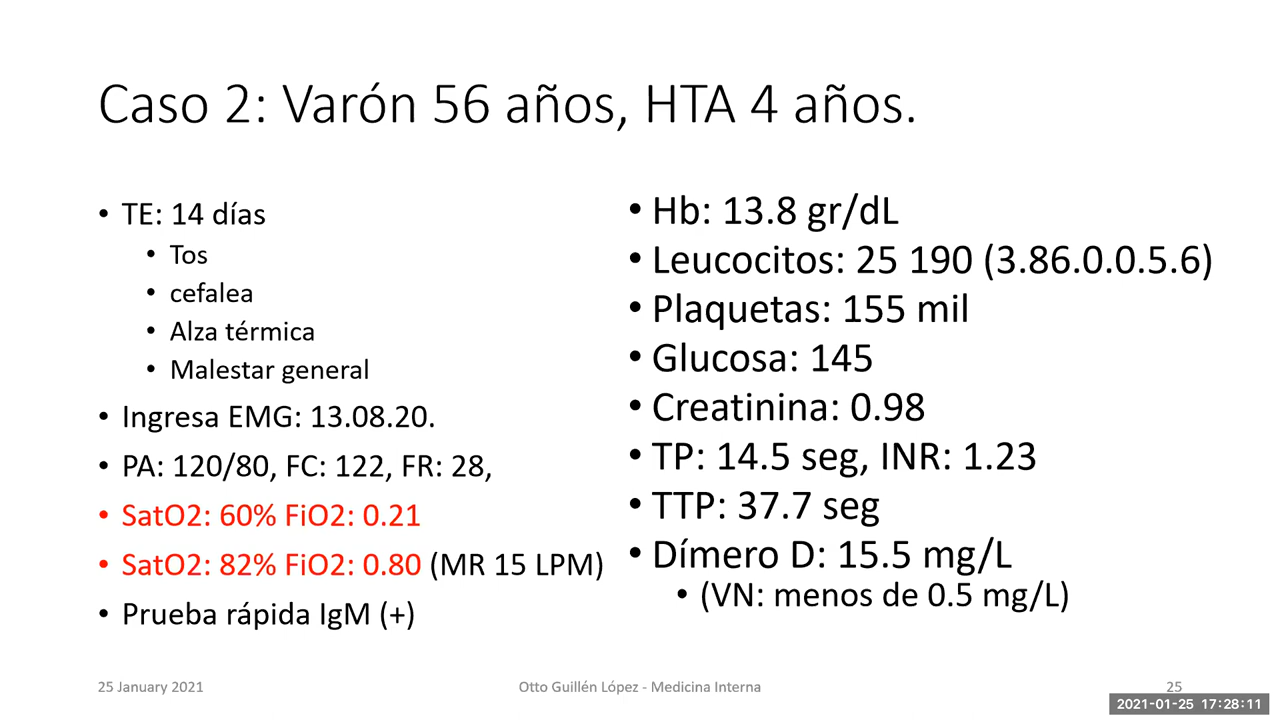 Caso 2: Varón 56 años, HTA 4 años.
• TE: 14 días
• Tos
• cefalea
• Alza térmica
• Malestar general
• Ingresa EMG: 13.08.20.
• PA: 120/80, FC: 122, FR: 28,
• SatO2: 60% FiO2: 0.21
• SatO2: 82% FiO2: 0.80 (MR 15 LPM)
• Prueba rápida IgM (+)
• Hb: 13.8 gr/dL
• Leucocitos: 25 190 (3.86.0.0.5.6)
• Plaquetas: 155 mil
• Glucosa: 145
• Creatinina: 0.98
• TP: 14.5 seg, INR: 1.23
• TTP: 37.7 seg
• Dímero D: 15.5 mg/L
• (VN: menos de 0.5 mg/L)
25 January 2021
Otto Guillén López - Medicina Interna
25
2021-01-25 17:28:11